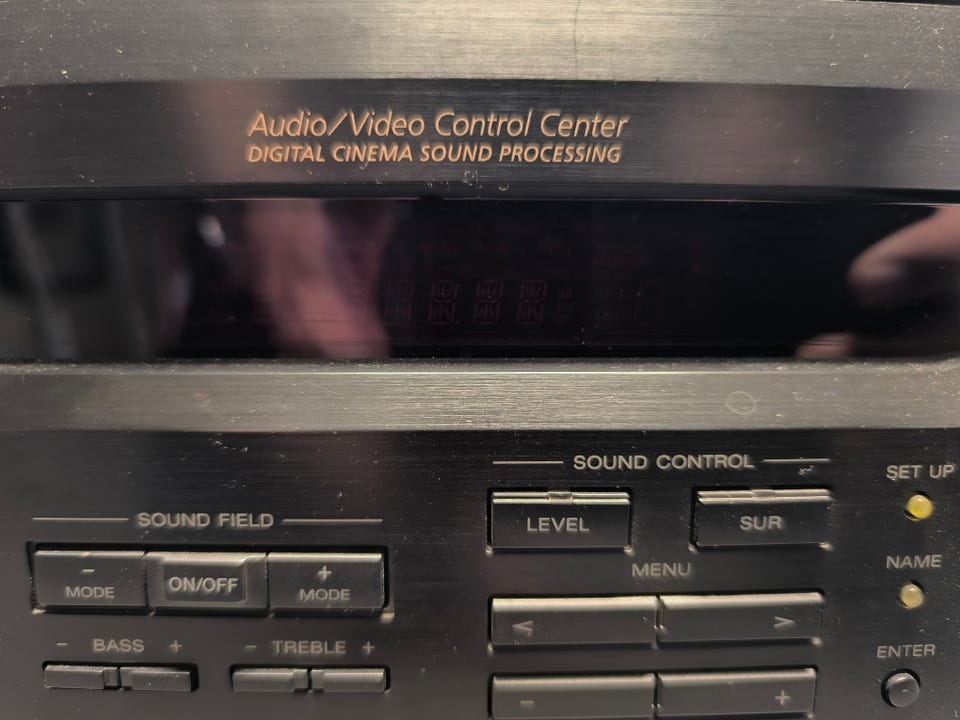 Audio/Video Control Center
DIGITAL CINEMA SOUND PROCESSING
SOUND CONTROL
SET UP
LEVEL
SUR
SOUND FIELD
NAME
MENU
- MODE
ON/OFF
+ MODE
< >
- BASS +
- TREBLE +
ENTER
- +